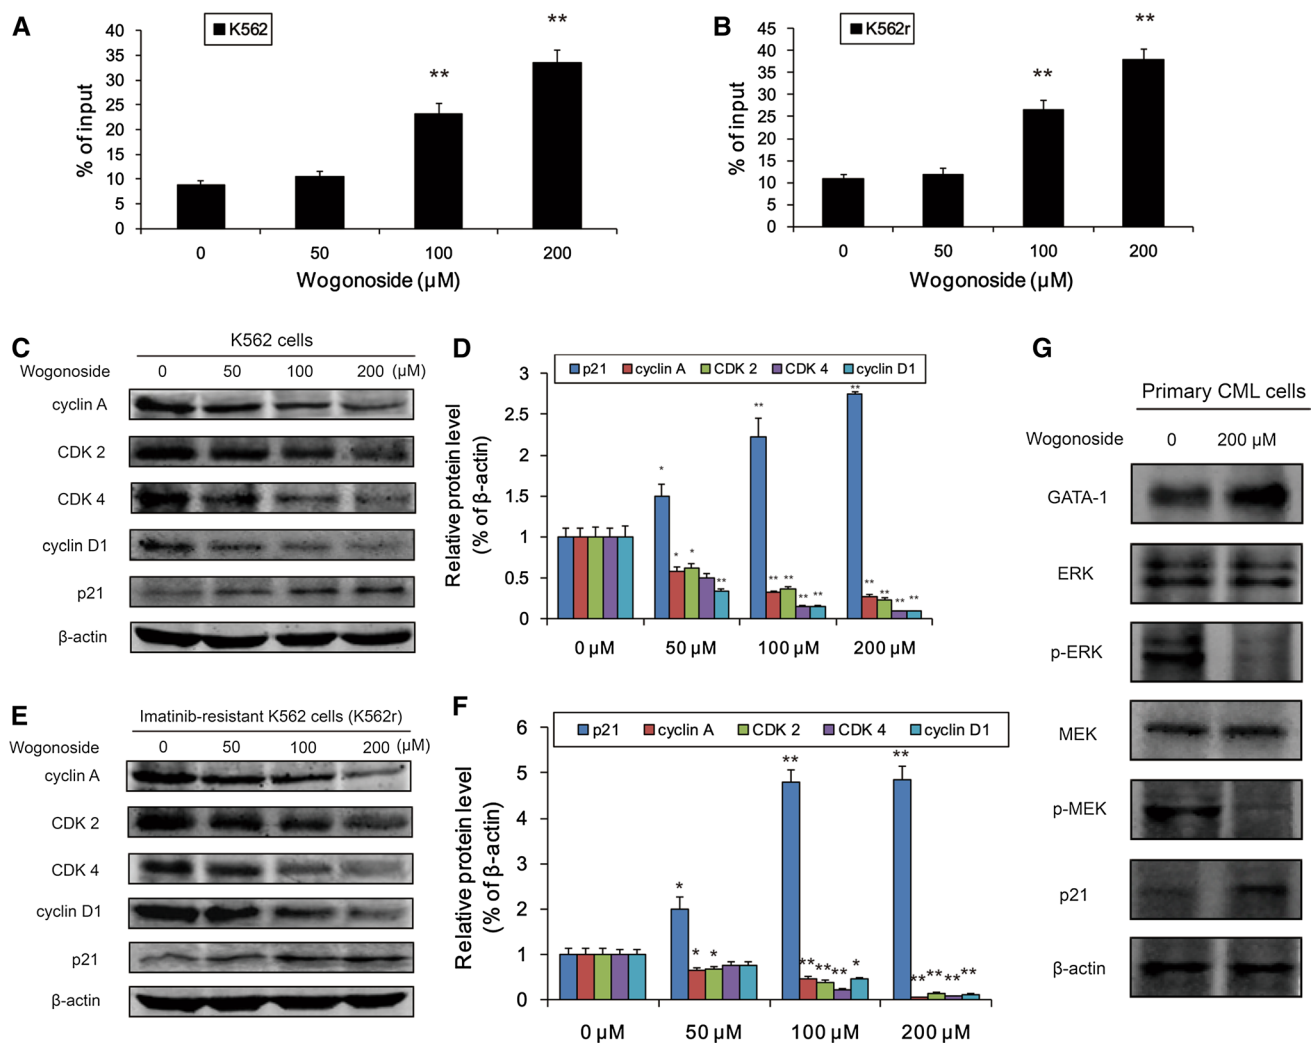 A
K562
% of input
40
35
30
25
20
15
10
5
0
** **
0 50 100 200
Wogonoside (µM)
B
K562r
% of input
45
40
35
30
25
20
15
10
5
0
** **
0 50 100 200
Wogonoside (µM)
C
K562 cells
Wogonoside 0 50 100 200 (µM)
cyclin A
CDK 2
CDK 4
cyclin D1
p21
β-actin
D
p21 cyclin A CDK 2 CDK 4 cyclin D1
Relative protein level
(% of β-actin)
3
2.5
2
1.5
1
0.5
0
* * * **
** ** ** ** **
** ** ** ** **
0 µM 50 µM 100 µM 200 µM
E
Imatinib-resistant K562 cells (K562r)
Wogonoside 0 50 100 200 (µM)
cyclin A
CDK 2
CDK 4
cyclin D1
p21
β-actin
F
p21 cyclin A CDK 2 CDK 4 cyclin D1
Relative protein level
(% of β-actin)
6
5
4
3
2
1
0
* * *
** ** ** ** *
** ** ** ** **
0 µM 50 µM 100 µM 200 µM
G
Primary CML cells
Wogonoside 0 200 µM
GATA-1
ERK
p-ERK
MEK
p-MEK
p21
β-actin